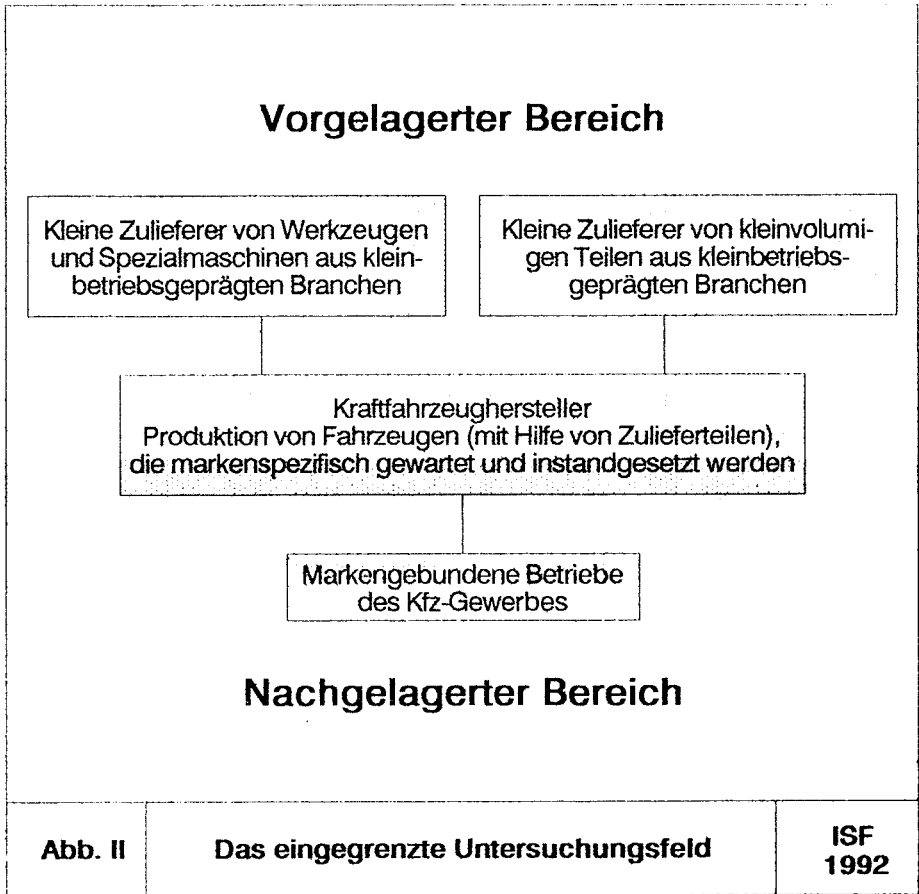 Vorgelagerter Bereich
Kleine Zulieferer von Werkzeugen
und Spezialmaschinen aus klein-
betriebsgeprägten Branchen
Kleine Zulieferer von kleinvolumi-
gen Teilen aus kleinbetriebs-
geprägten Branchen
Kraftfahrzeughersteller
Produktion von Fahrzeugen (mit Hilfe von Zulieferteilen),
die markenspezifisch gewartet und instandgesetzt werden
Markengebundene Betriebe
des Kfz-Gewerbes
Nachgelagerter Bereich
Abb. II
Das eingegrenzte Untersuchungsfeld
ISF
1992